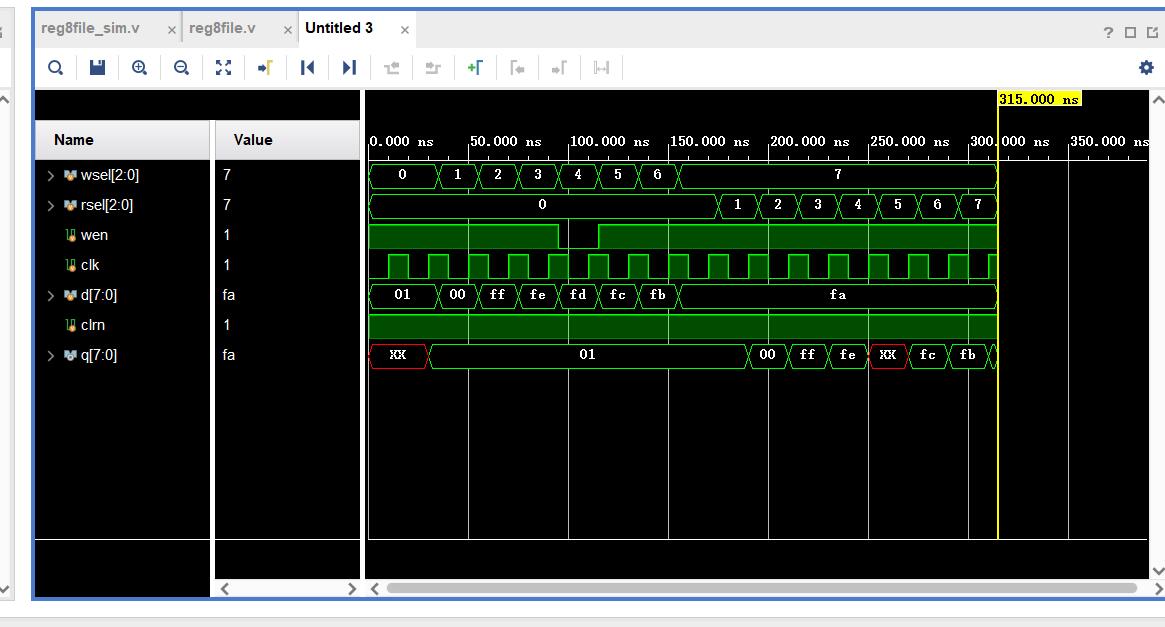 reg8file_sim.v × reg8file.v × Untitled 3 ×
315.000 ns
Name Value
0.000 ns 50.000 ns 100.000 ns 150.000 ns 200.000 ns 250.000 ns 300.000 ns 350.000 ns
wsel[2:0] 7 0 1 2 3 4 5 6 7
rsel[2:0] 7 0 1 2 3 4 5 6 7
wen 1
clk 1
d[7:0] fa 01 00 ff fe fd fc fb fa
clrn 1
q[7:0] fa XX 01 00 ff fe XX fc fb